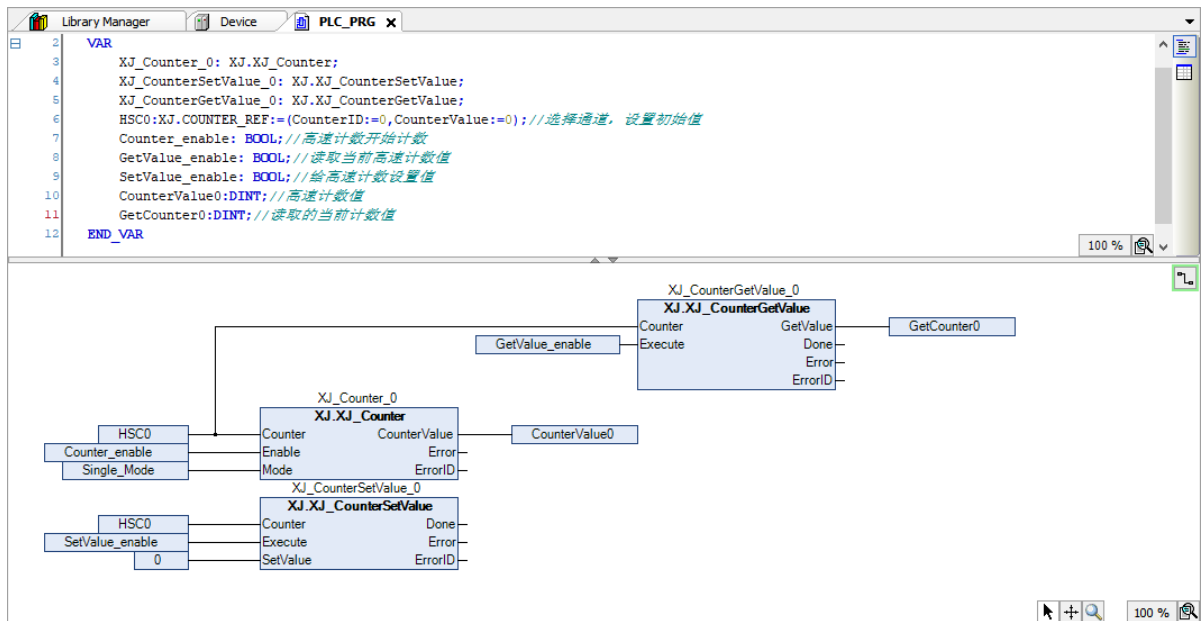 Library Manager
Device
PLC_PRG
2 VAR
3 XJ_Counter_0: XJ.XJ_Counter;
4 XJ_CounterSetValue_0: XJ.XJ_CounterSetValue;
5 XJ_CounterGetValue_0: XJ.XJ_CounterGetValue;
6 HSC0:XJ.COUNTER_REF:=(CounterID:=0,CounterValue:=0);//选择通道，设置初始值
7 Counter_enable: BOOL;//高速计数开始计数
8 GetValue_enable: BOOL;//读取当前高速计数值
9 SetValue_enable: BOOL;//给高速计数设置值
10 CounterValue0:DINT;//高速计数值
11 GetCounter0:DINT;//读取的当前计数值
12 END_VAR
100 %
XJ_CounterGetValue_0
XJ.XJ_CounterGetValue
Counter GetValue GetCounter0
GetValue_enable Execute Done
Error
ErrorID
XJ_Counter_0
XJ.XJ_Counter
HSC0 Counter CounterValue CounterValue0
Counter_enable Enable Error
Single_Mode Mode ErrorID
XJ_CounterSetValue_0
XJ.XJ_CounterSetValue
HSC0 Counter Done
SetValue_enable Execute Error
0 SetValue ErrorID
100 %